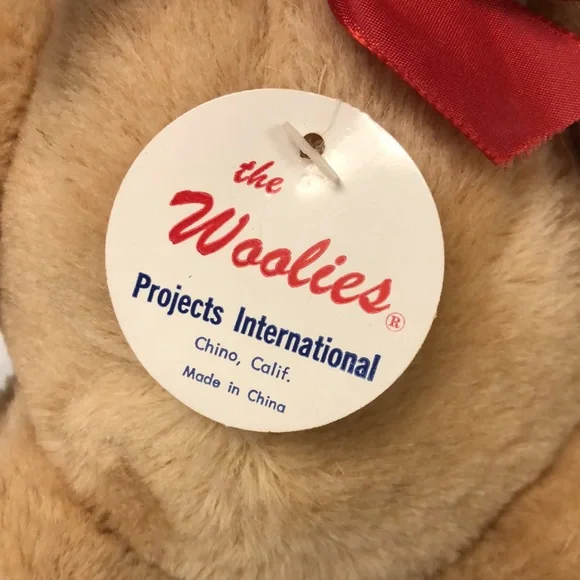 the
Woolies®
Projects International
Chino, Calif.
Made in China